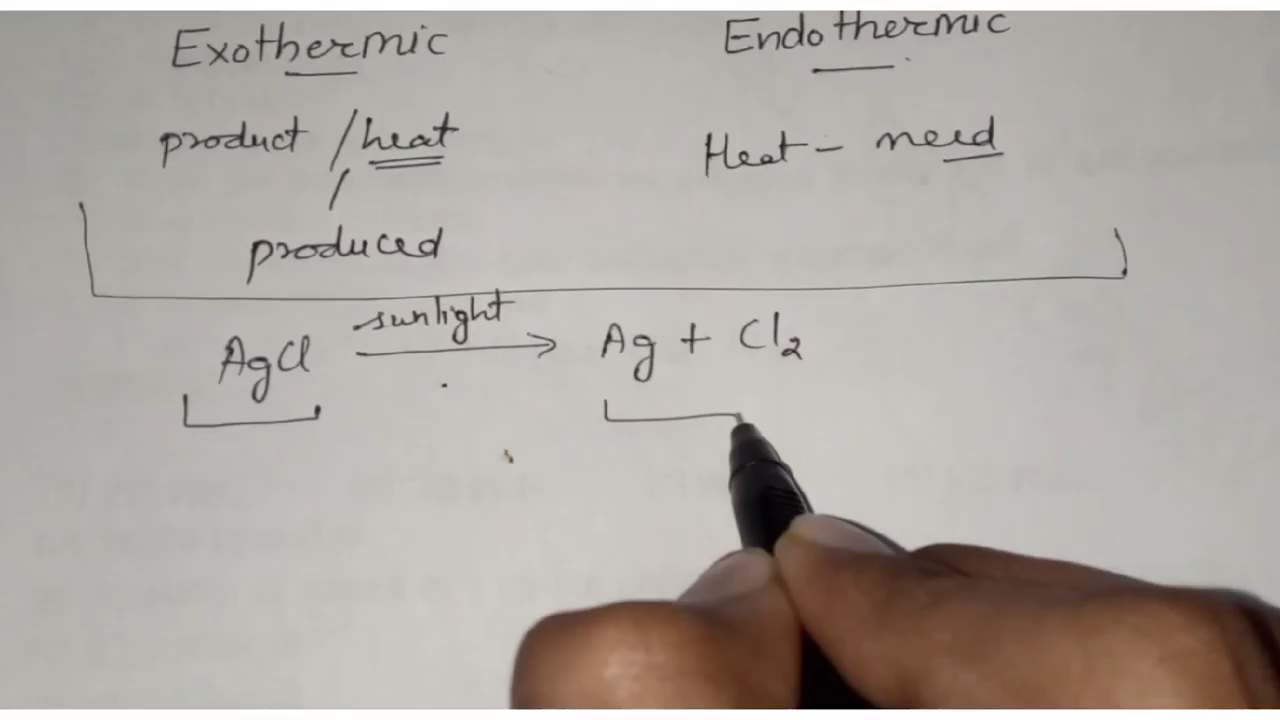 Exothermic Endothermic
product / heat Heat - need
/
produced
sunlight
AgCl → Ag + Cl₂